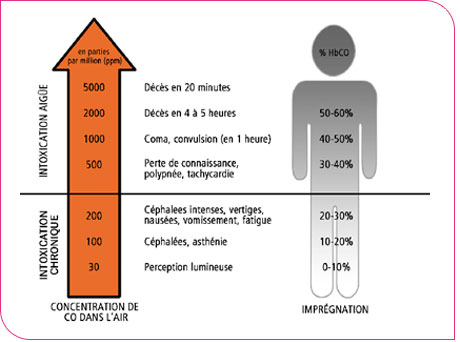 en parties
par million (ppm)
% HbCO
INTOXICATION AIGÜE
5000 Décès en 20 minutes
2000 Décès en 4 à 5 heures 50-60%
1000 Coma, convulsion (en 1 heure) 40-50%
500 Perte de connaissance,
polypnée, tachycardie 30-40%
INTOXICATION
CHRONIQUE
200 Céphalees intenses, vertiges,
nausées, vomissement, fatigue 20-30%
100 Céphalées, asthénie 10-20%
30 Perception lumineuse 0-10%
CONCENTRATION DE
CO DANS L'AIR
IMPRÉGNATION